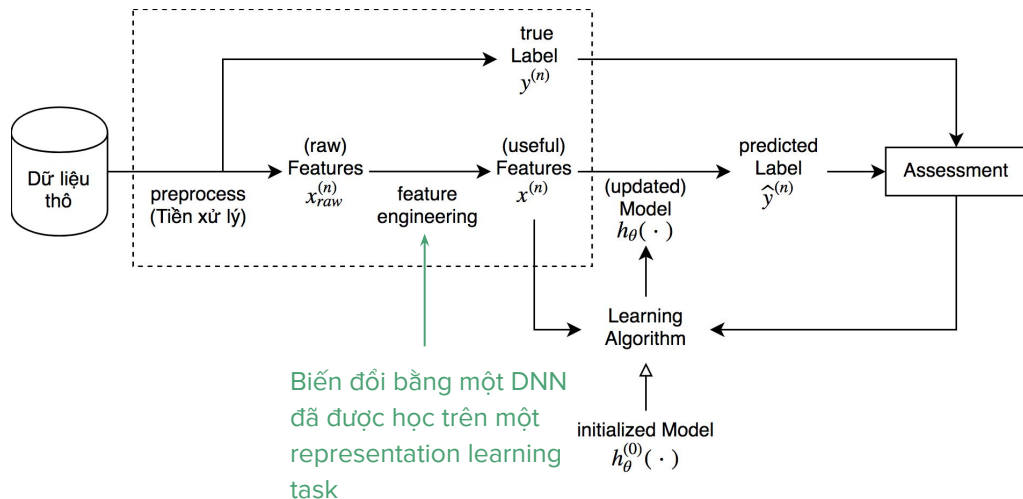 true
Label
y^{(n)}
Dữ liệu
thô
preprocess
(Tiền xử lý)
(raw)
Features
x_{raw}^{(n)}
feature
engineering
(useful)
Features
x^{(n)}
(updated)
Model
h_θ( · )
predicted
Label
ŷ^{(n)}
Assessment
Learning
Algorithm
initialized Model
h_θ^{(0)}( · )
Biến đổi bằng một DNN
đã được học trên một
representation learning
task